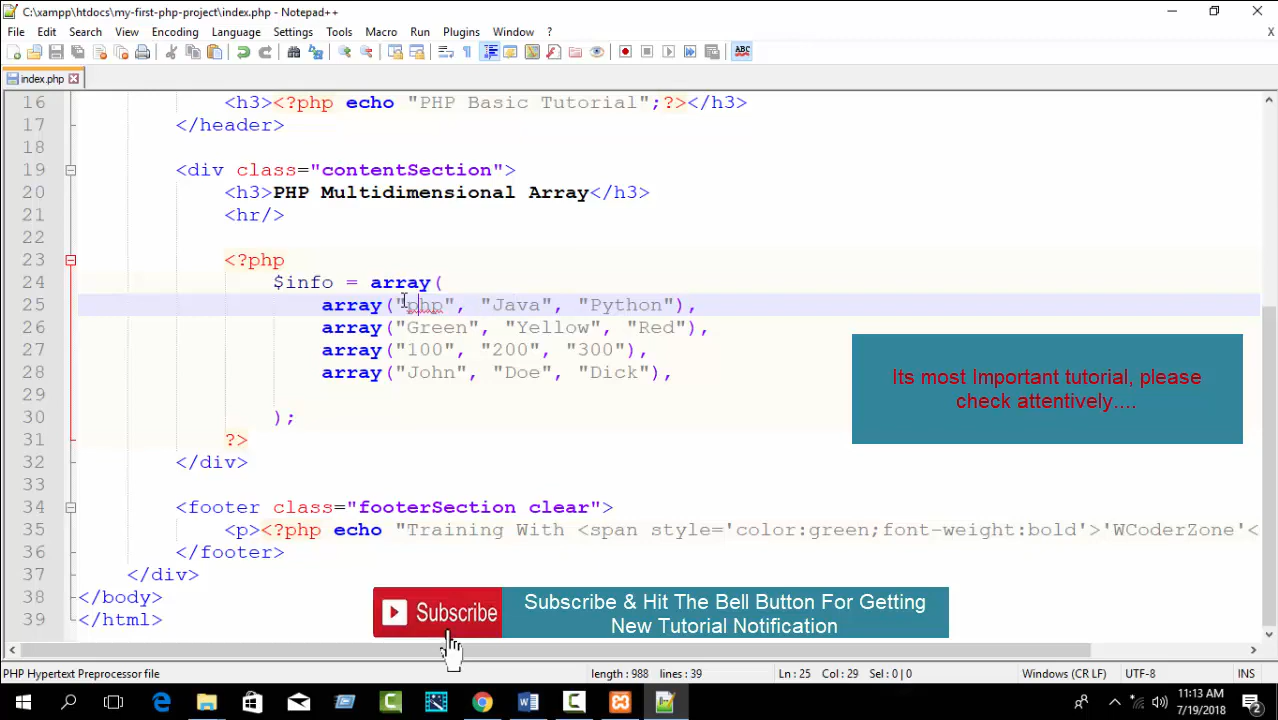 C:\xampp\htdocs\my-first-php-project\index.php - Notepad++
File Edit Search View Encoding Language Settings Tools Macro Run Plugins Window ? X
index.php
16 <h3><?php echo "PHP Basic Tutorial";?></h3>
17 </header>
18
19 <div class="contentSection">
20 <h3>PHP Multidimensional Array</h3>
21 <hr/>
22
23 <?php
24 $info = array(
25 array("php", "Java", "Python"),
26 array("Green", "Yellow", "Red"),
27 array("100", "200", "300"),
28 array("John", "Doe", "Dick"),
29
30 );
31 ?>
32 </div>
33
34 <footer class="footerSection clear">
35 <p><?php echo "Training With <span style='color:green;font-weight:bold'>'WCoderZone'<
36 </footer>
37 </div>
38 </body>
39 </html>
Its most Important tutorial, please
check attentively....
Subscribe
Subscribe & Hit The Bell Button For Getting
New Tutorial Notification
PHP Hypertext Preprocessor file length : 988 lines : 39 Ln : 25 Col : 29 Sel : 0 | 0 Windows (CR LF) UTF-8 INS
11:13 AM
7/19/2018
2